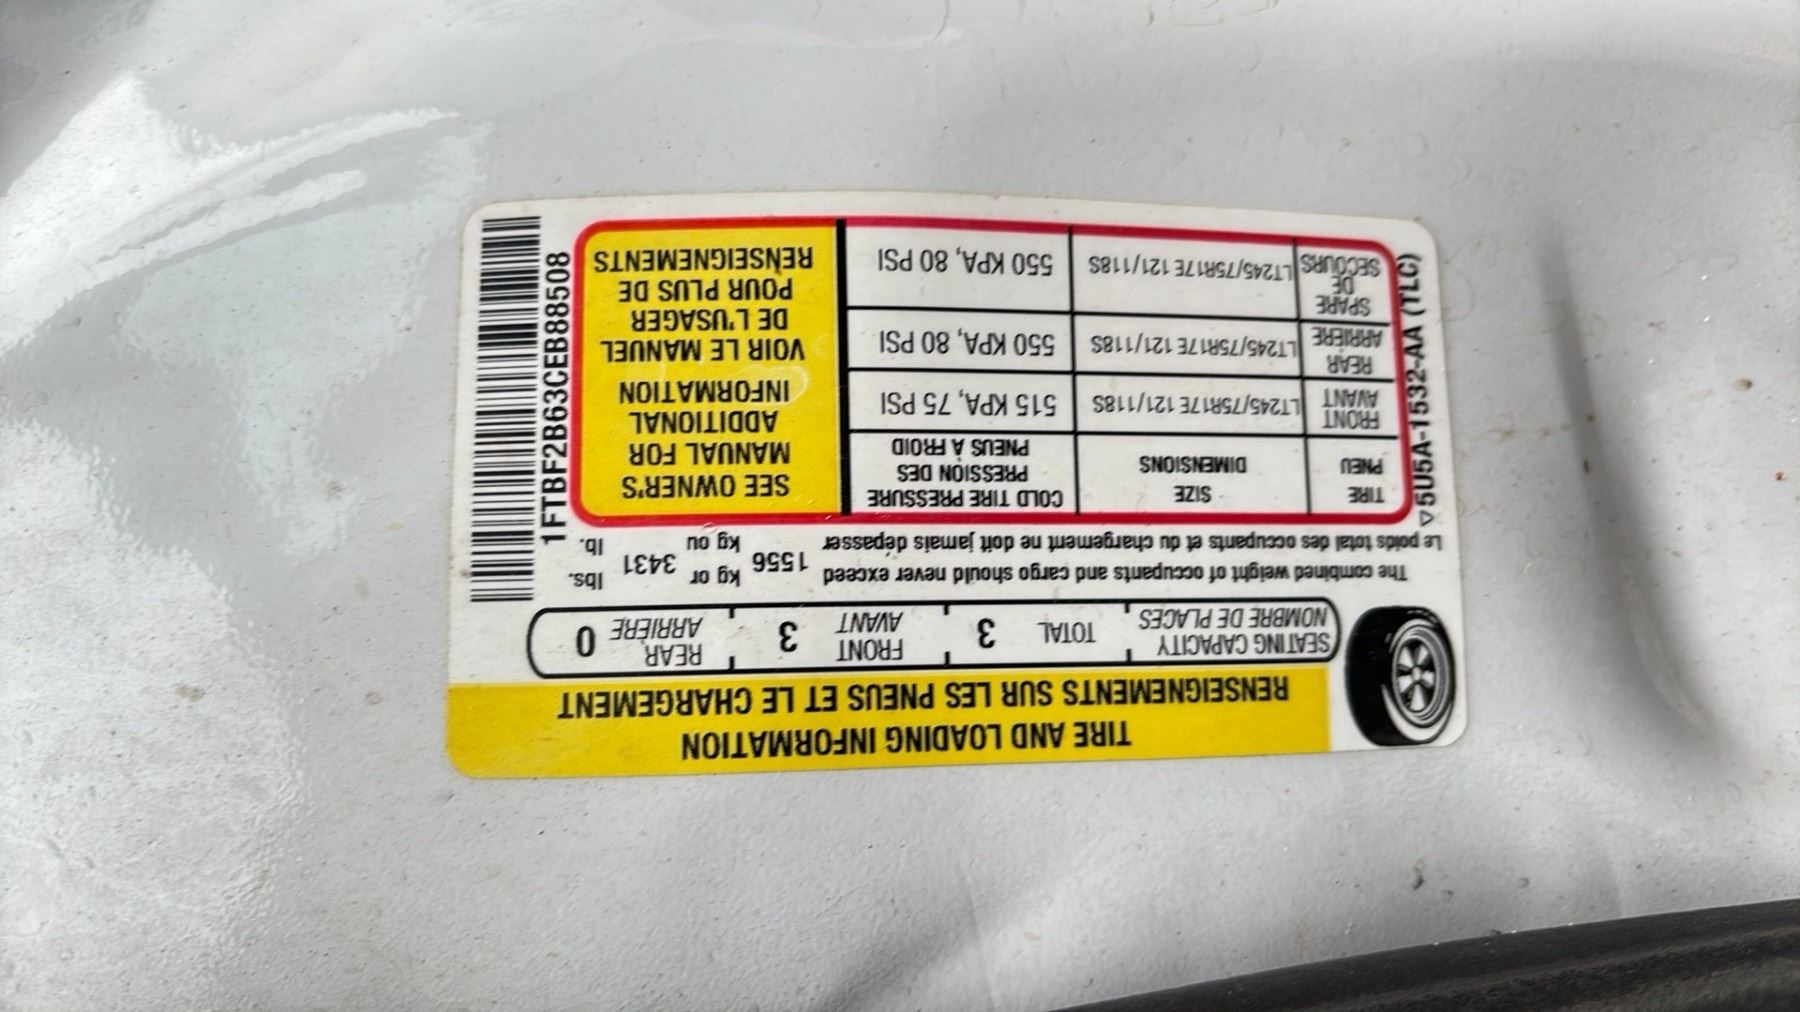 TIRE AND LOADING INFORMATION
RENSEIGNEMENTS SUR LES PNEUS ET LE CHARGEMENT
SEATING CAPACITY TOTAL 3 FRONT 3 REAR 0
NOMBRE DE PLACES AVANT ARRIÈRE
The combined weight of occupants and cargo should never exceed 1556 kg or 3431 lbs.
Le poids total des occupants et du chargement ne doit jamais dépasser kg ou lb.
TIRE SIZE COLD TIRE PRESSURE
PNEU DIMENSIONS PRESSION DES
PNEUS À FROID
FRONT
AVANT LT245/75R17E 121/118S 515 KPA, 75 PSI
REAR
ARRIÈRE LT245/75R17E 121/118S 550 KPA, 80 PSI
SPARE
DE
SECOURS LT245/75R17E 121/118S 550 KPA, 80 PSI
SEE OWNER'S
MANUAL FOR
ADDITIONAL
INFORMATION
VOIR LE MANUEL
DE L'USAGER
POUR PLUS DE
RENSEIGNEMENTS
▽5U5A-1532-AA (TLC)
1FTBF2B63CEB88508